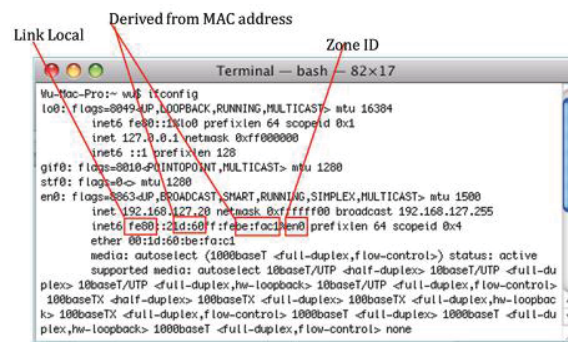 Derived from MAC address
Link Local
Zone ID
Terminal — bash — 82×17
Wu-Mac-Pro:~ wu$ ifconfig
lo0: flags=8049<UP,LOOPBACK,RUNNING,MULTICAST> mtu 16384
inet6 fe80::1%lo0 prefixlen 64 scopeid 0x1
inet 127.0.0.1 netmask 0xff000000
inet6 ::1 prefixlen 128
gif0: flags=8010<POINTOPOINT,MULTICAST> mtu 1280
stf0: flags=0<> mtu 1280
en0: flags=8863<UP,BROADCAST,SMART,RUNNING,SIMPLEX,MULTICAST> mtu 1500
inet 192.168.127.20 netmask 0xffffff00 broadcast 192.168.127.255
inet6 fe80::21d:60ff:febe:fac1%en0 prefixlen 64 scopeid 0x4
ether 00:1d:60:be:fa:c1
media: autoselect (1000baseT <full-duplex,flow-control>) status: active
supported media: autoselect 10baseT/UTP <half-duplex> 10baseT/UTP <full-du
plex> 10baseT/UTP <full-duplex,hw-loopback> 10baseT/UTP <full-duplex,flow-control>
100baseTX <half-duplex> 100baseTX <full-duplex> 100baseTX <full-duplex,hw-loopbac
k> 100baseTX <full-duplex,flow-control> 1000baseT <full-duplex> 1000baseT <full-du
plex,hw-loopback> 1000baseT <full-duplex,flow-control> none